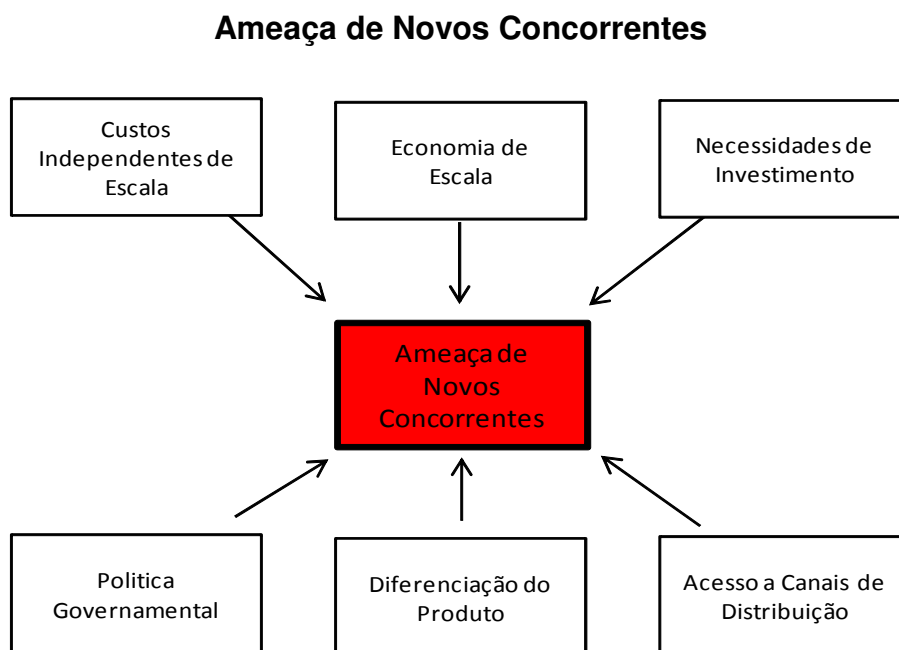 Ameaça de Novos Concorrentes
Custos
Independentes de
Escala
Economia de
Escala
Necessidades de
Investimento
Ameaça de
Novos
Concorrentes
Politica
Governamental
Diferenciação do
Produto
Acesso a Canais de
Distribuição